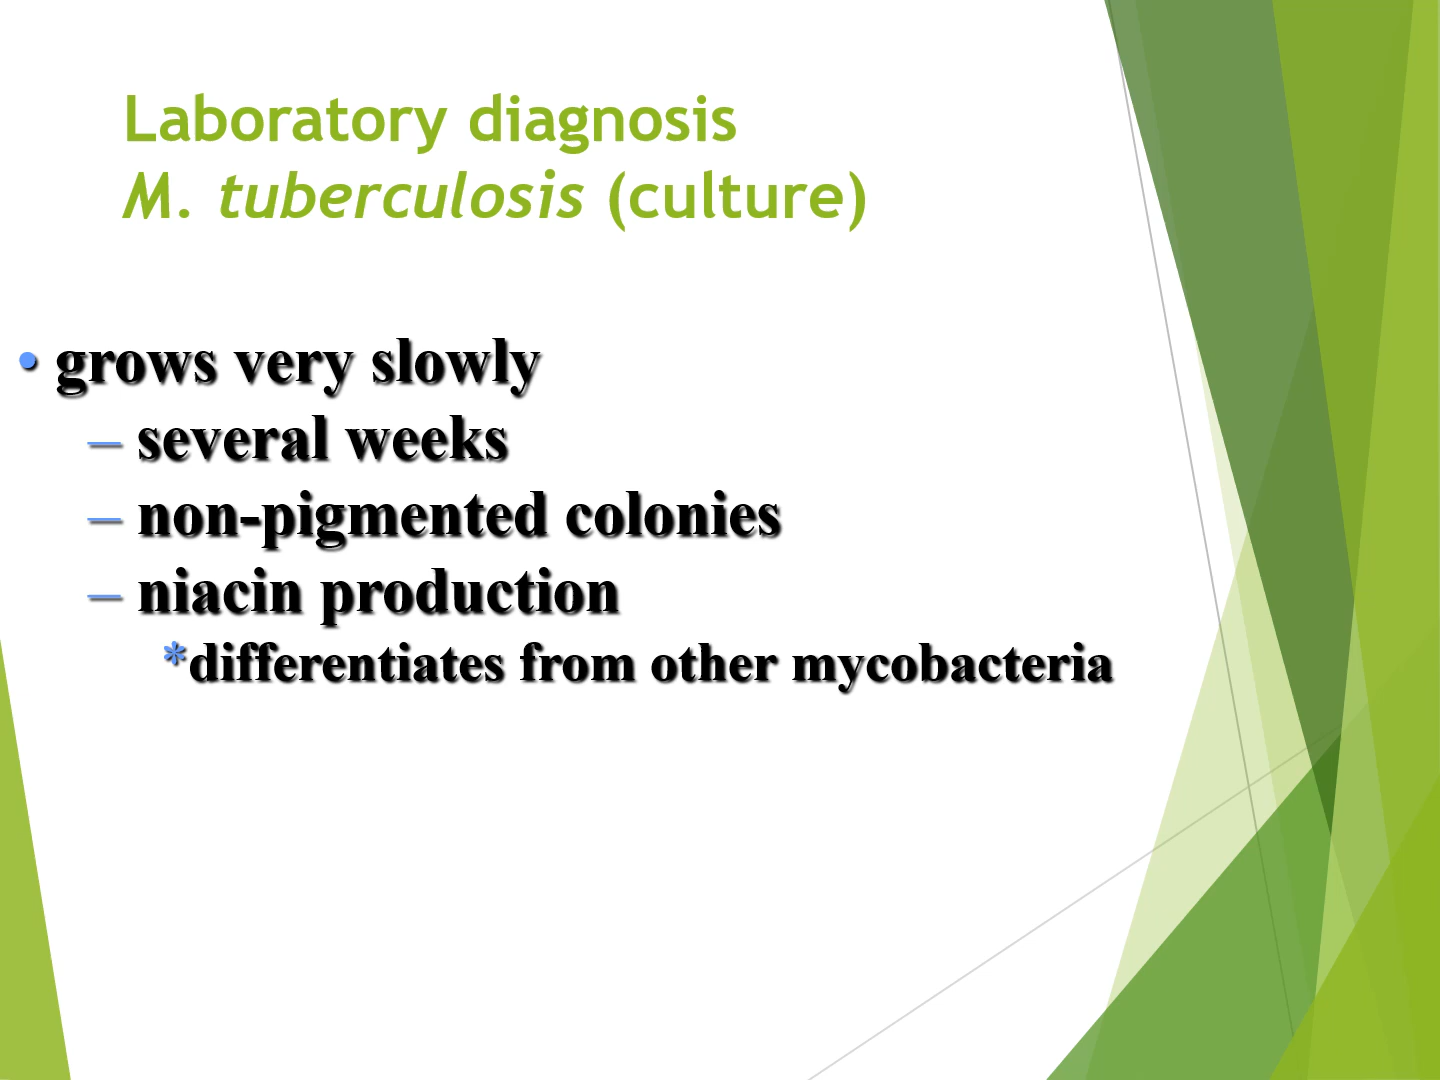 Laboratory diagnosis
M. tuberculosis (culture)
• grows very slowly
– several weeks
– non-pigmented colonies
– niacin production
*differentiates from other mycobacteria